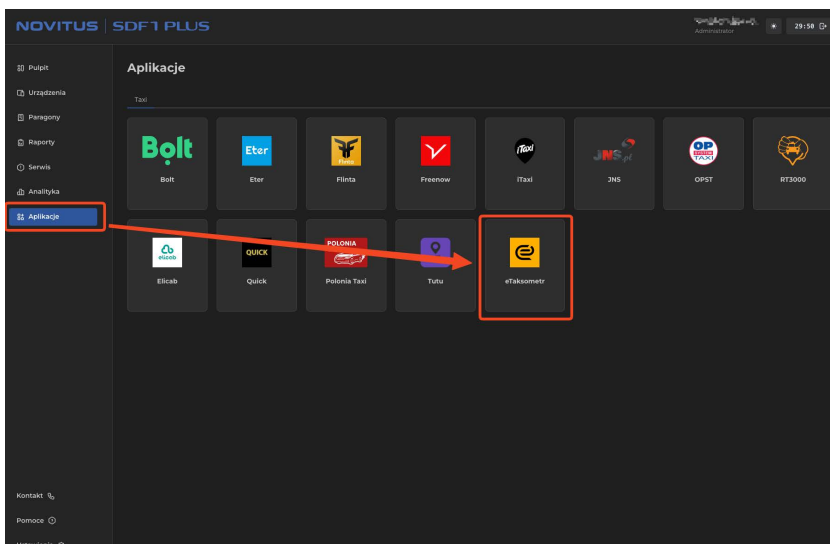 NOVITUS | SDF1 PLUS
Administrator
29:50
Pulpit
Urządzenia
Paragony
Raporty
Serwis
Analityka
Aplikacje
Kontakt
Pomoce
Aplikacje
Taxi
Bolt
Eter
Flinta
iTaxi
JNS.pl
OP
SYSTEM
TAXI
Bolt
Eter
Flinta
Freenow
iTaxi
JNS
OPST
RT3000
elicab
QUICK
POLONIA
Elicab
Quick
Polonia Taxi
Tutu
eTaksometr